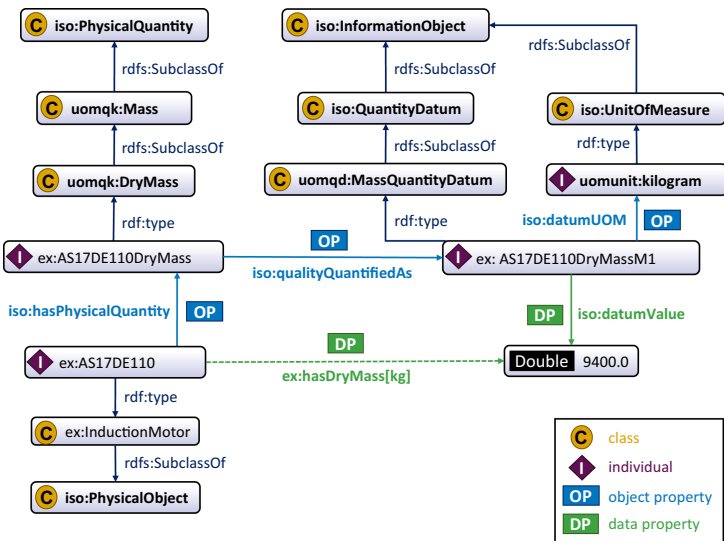 C iso:PhysicalQuantity
C iso:InformationObject
rdfs:SubclassOf
rdfs:SubclassOf
rdfs:SubclassOf
C uomqk:Mass
C iso:QuantityDatum
C iso:UnitOfMeasure
rdfs:SubclassOf
rdfs:SubclassOf
rdf:type
C uomqk:DryMass
C uomqd:MassQuantityDatum
I uomunit:kilogram
rdf:type
rdf:type
iso:datumUOM OP
OP
I ex:AS17DE110DryMass
I ex: AS17DE110DryMassM1
iso:qualityQuantifiedAs
iso:hasPhysicalQuantity OP
DP iso:datumValue
DP
I ex:AS17DE110
Double 9400.0
ex:hasDryMass[kg]
rdf:type
C ex:InductionMotor
rdfs:SubclassOf
C iso:PhysicalObject
C class
I individual
OP object property
DP data property